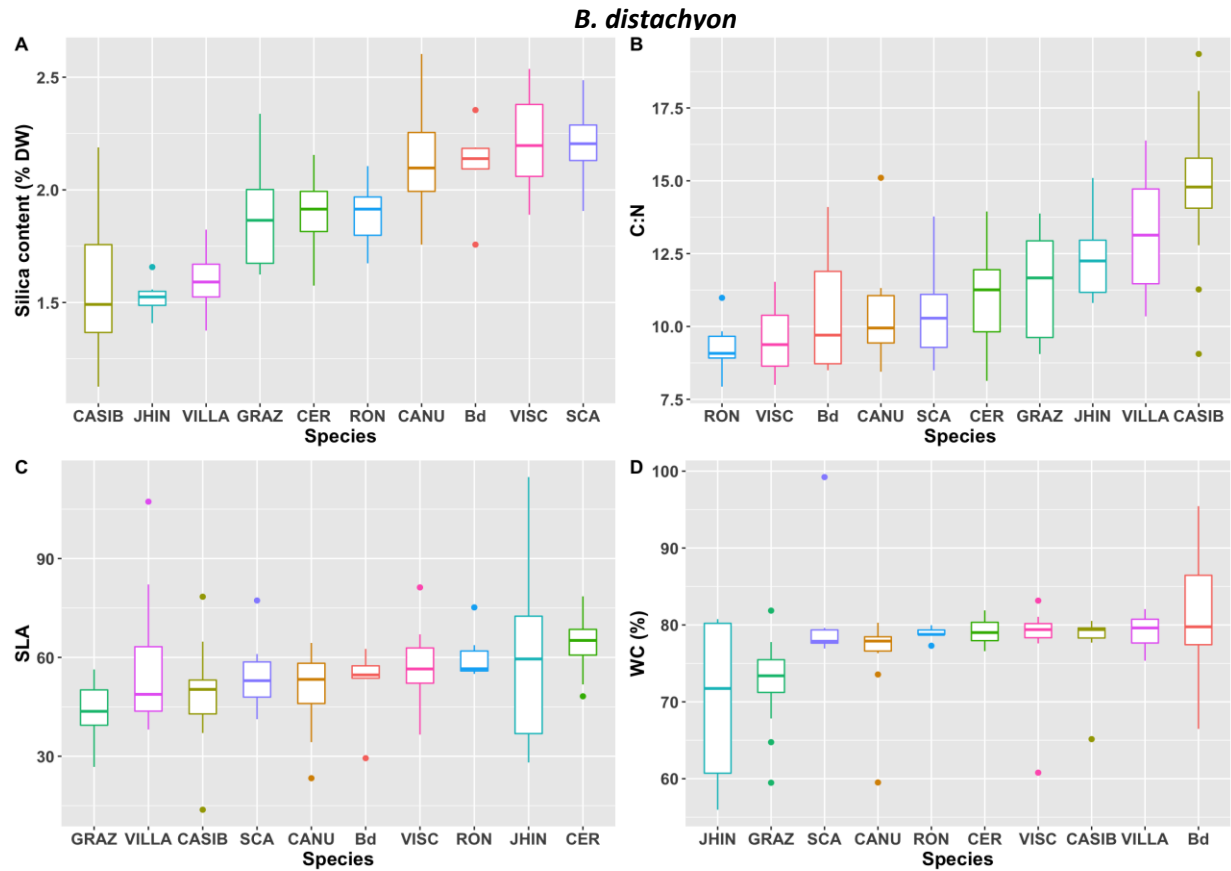 B. distachyon
A
Silica content (% DW)
2.5
2.0
1.5
CASIB JHIN VILLA GRAZ CER RON CANU Bd VISC SCA
Species
B
C:N
17.5
15.0
12.5
10.0
7.5
RON VISC Bd CANU SCA CER GRAZ JHIN VILLA CASIB
Species
C
SLA
90
60
30
GRAZ VILLA CASIB SCA CANU Bd VISC RON JHIN CER
Species
D
WC (%)
100
90
80
70
60
JHIN GRAZ SCA CANU RON CER VISC CASIB VILLA Bd
Species